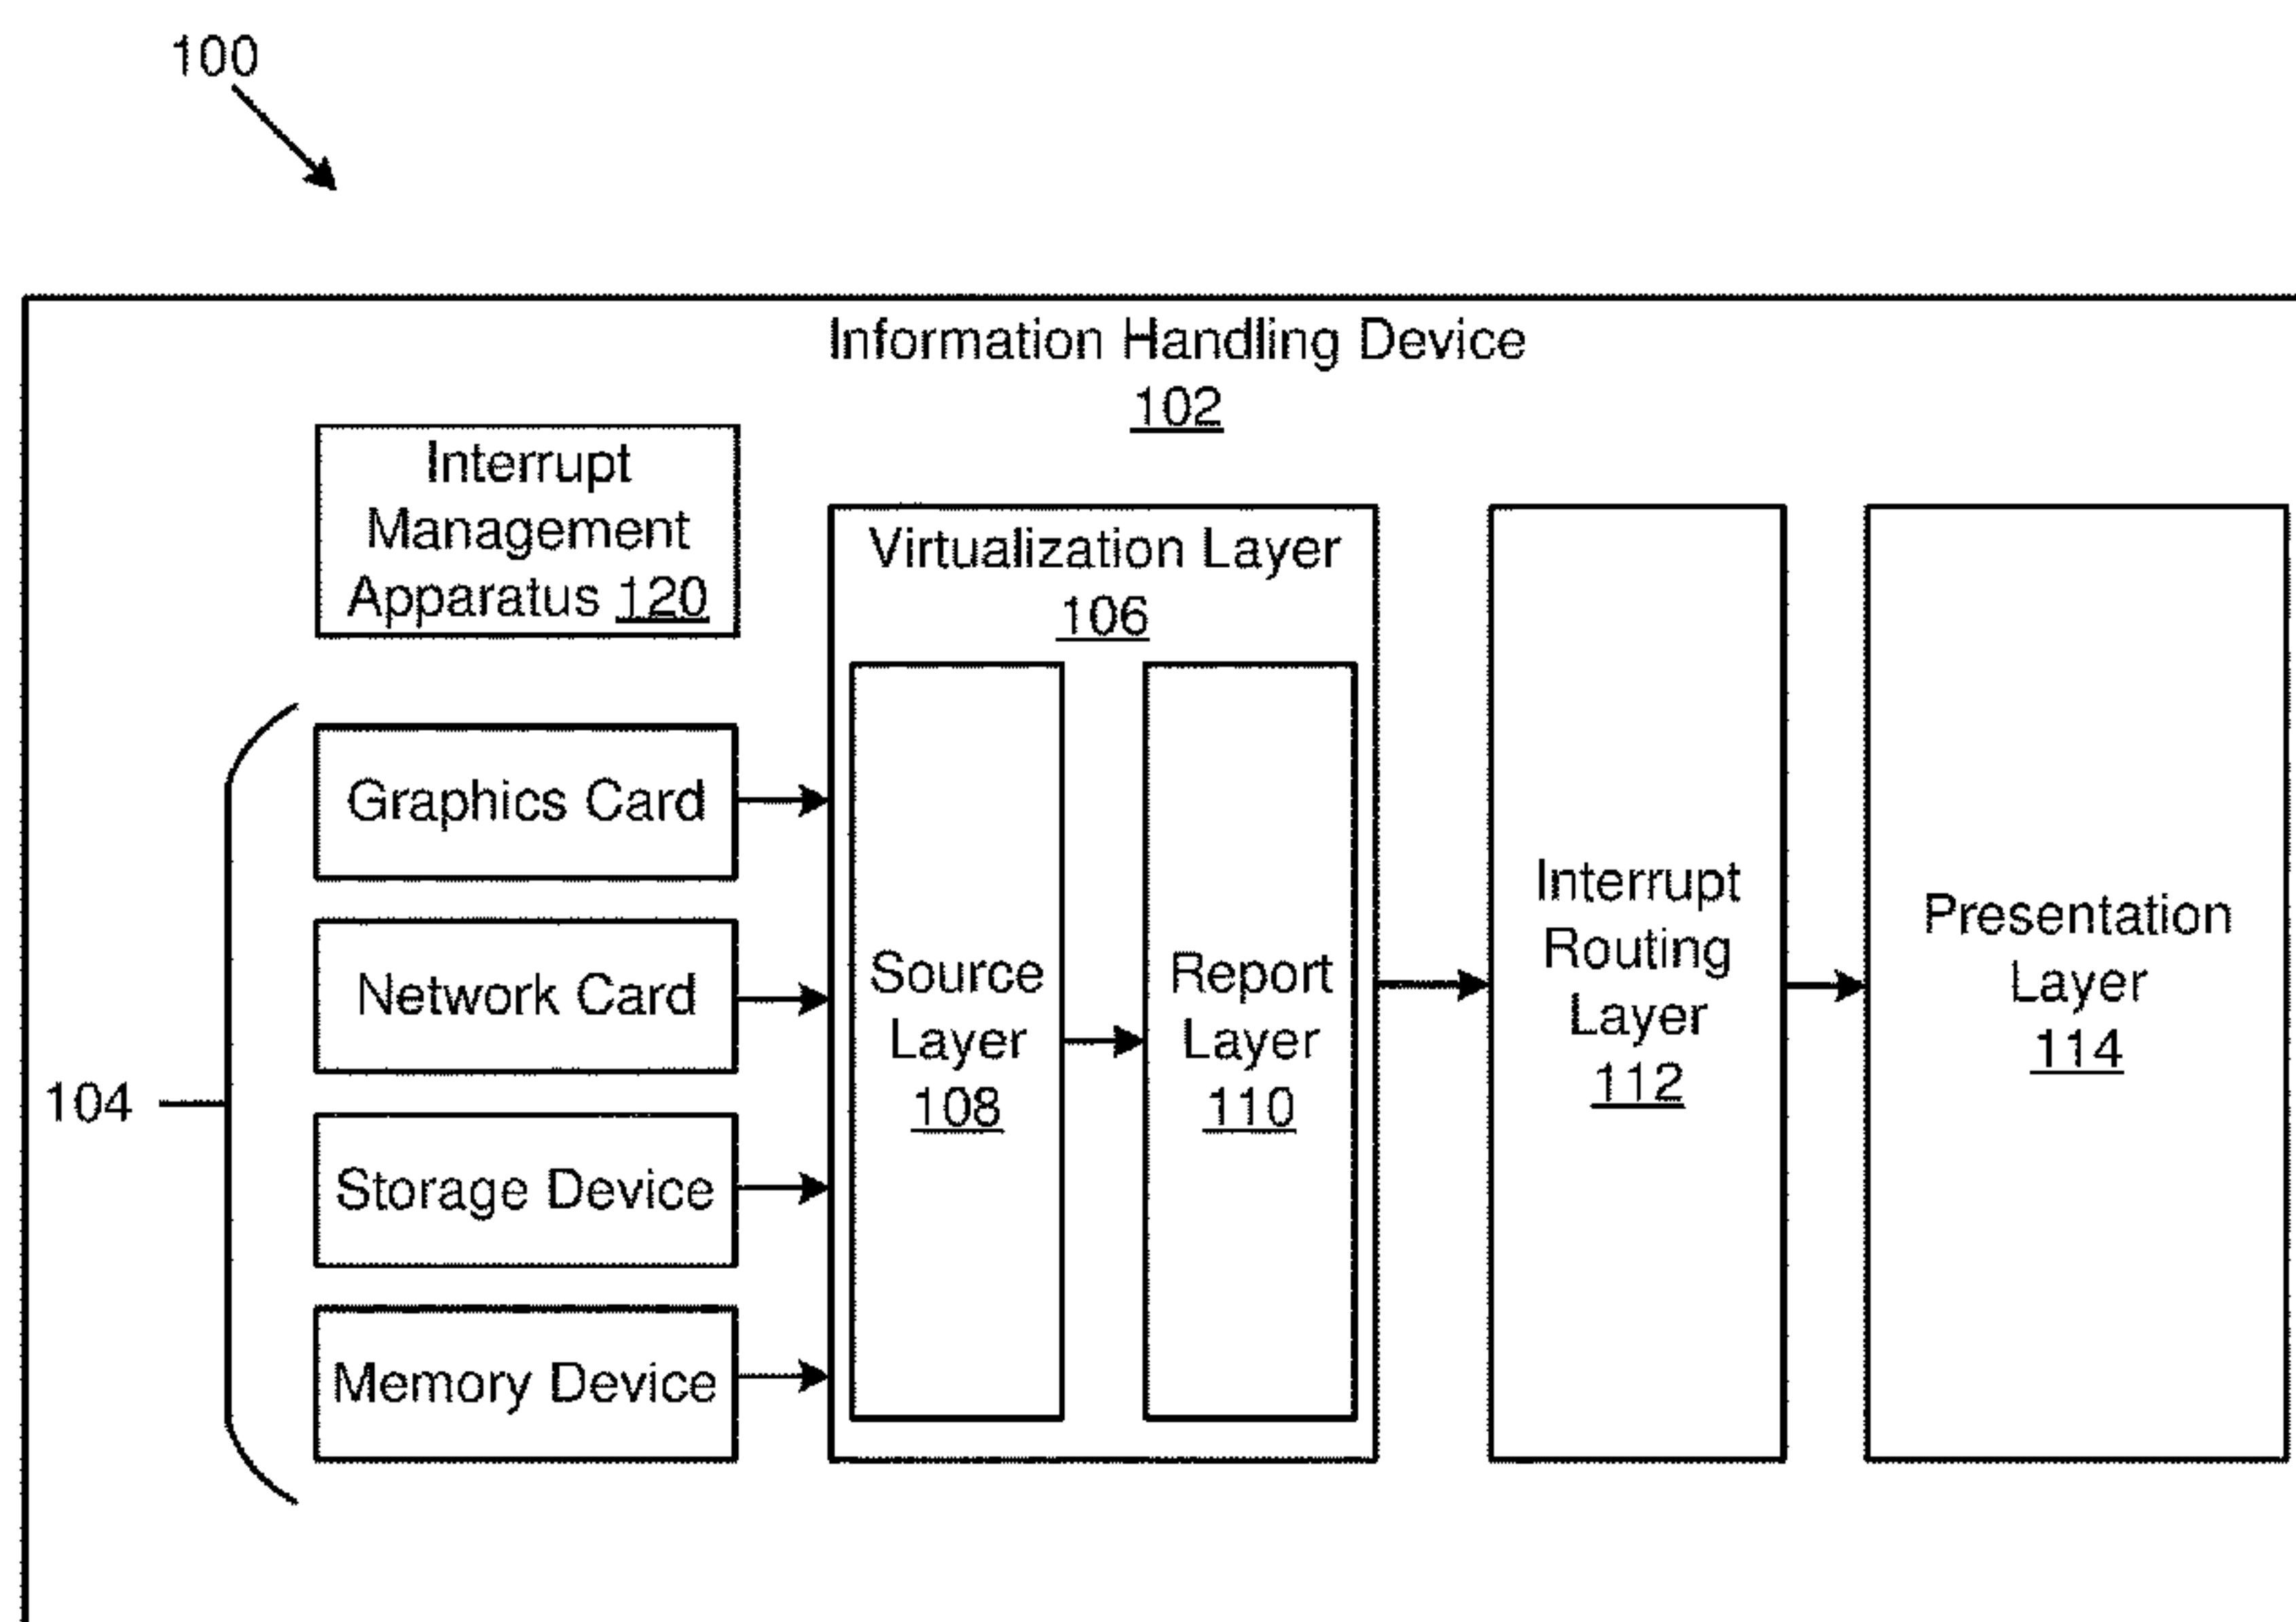 100
Information Handling Device
102
Interrupt
Management
Apparatus 120
Virtualization Layer
106
104
Graphics Card
Network Card
Storage Device
Memory Device
Source
Layer
108
Report
Layer
110
Interrupt
Routing
Layer
112
Presentation
Layer
114